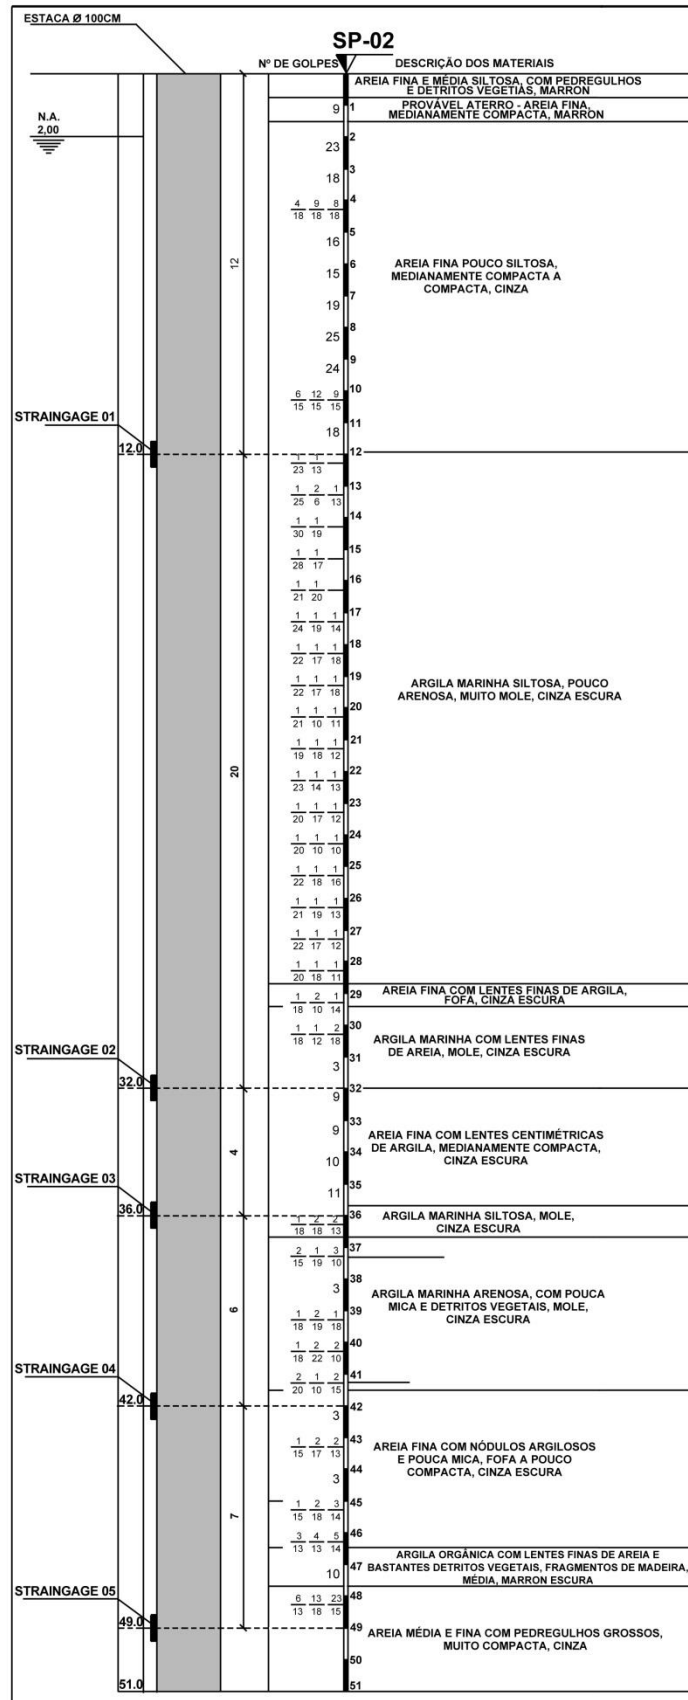 ESTACA Ø 100CM
SP-02
Nº DE GOLPES DESCRIÇÃO DOS MATERIAIS
AREIA FINA E MÉDIA SILTOSA, COM PEDREGULHOS
E DETRITOS VEGETIAS, MARRON
9 1 PROVÁVEL ATERRO - AREIA FINA,
MEDIANAMENTE COMPACTA, MARRON
N.A.
2,00
2
23
3
18
4
4 9 8
18 18 18
5
16
6
15
7
19
8
25
9
24
10
6 12 9
15 15 15
11
18
12
AREIA FINA POUCO SILTOSA,
MEDIANAMENTE COMPACTA A
COMPACTA, CINZA
12
STRAINGAGE 01
12.0
1 1
23 13
13
1 2 1
25 6 13
14
1 1
30 19
15
1 1
28 17
16
1 1
21 20
17
1 1 1
24 19 14
18
1 1 1
22 17 18
19
1 1 1
22 17 18
20
1 1 1
21 10 11
21
1 1 1
19 18 12
22
1 1 1
23 14 13
23
1 1 1
20 17 12
24
1 1 1
20 10 10
25
1 1 1
22 18 16
26
1 1 1
21 19 13
27
1 1 1
22 17 12
28
1 1 1
20 18 11
ARGILA MARINHA SILTOSA, POUCO
ARENOSA, MUITO MOLE, CINZA ESCURA
20
29
1 2 1
18 10 14
AREIA FINA COM LENTES FINAS DE ARGILA,
FOFA, CINZA ESCURA
30
1 1 2
18 12 18
31
3
32
ARGILA MARINHA COM LENTES FINAS
DE AREIA, MOLE, CINZA ESCURA
STRAINGAGE 02
32.0
9
33
9
34
10
35
11
AREIA FINA COM LENTES CENTIMÉTRICAS
DE ARGILA, MEDIANAMENTE COMPACTA,
CINZA ESCURA
4
STRAINGAGE 03
36.0
36
1 2 2
18 18 13
ARGILA MARINHA SILTOSA, MOLE,
CINZA ESCURA
37
2 1 3
15 19 10
38
3
39
1 2 1
18 19 18
40
1 2 2
18 22 10
41
2 1 2
20 10 15
ARGILA MARINHA ARENOSA, COM POUCA
MICA E DETRITOS VEGETAIS, MOLE,
CINZA ESCURA
6
STRAINGAGE 04
42.0
42
3
43
1 2 2
15 17 13
44
3
45
1 2 3
15 18 14
46
3 4 5
13 13 14
AREIA FINA COM NÓDULOS ARGILOSOS
E POUCA MICA, FOFA A POUCO
COMPACTA, CINZA ESCURA
7
47
10
ARGILA ORGÂNICA COM LENTES FINAS DE AREIA E
BASTANTES DETRITOS VEGETAIS, FRAGMENTOS DE MADEIRA,
MÉDIA, MARRON ESCURA
48
6 13 23
13 18 15
STRAINGAGE 05
49.0
49
AREIA MÉDIA E FINA COM PEDREGULHOS GROSSOS,
MUITO COMPACTA, CINZA
50
51.0
51